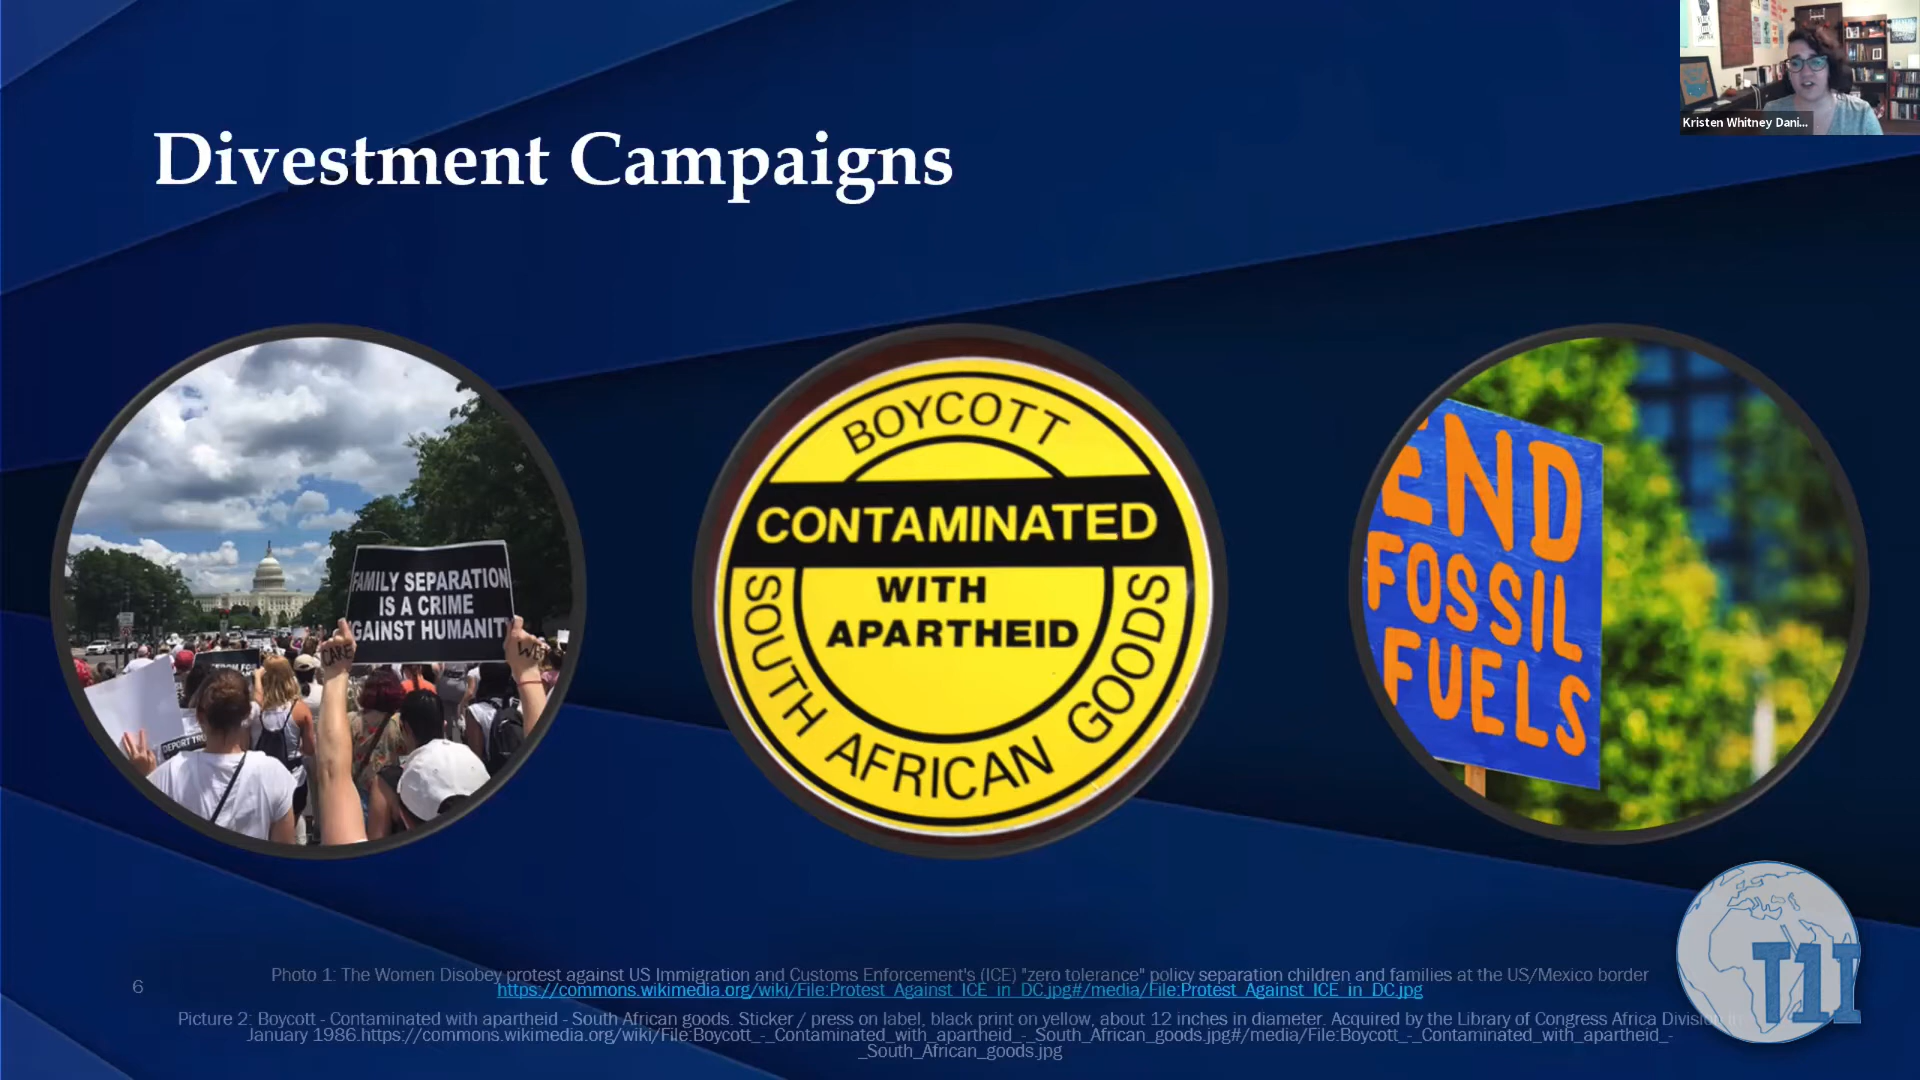 Kristen Whitney Dani...
Divestment Campaigns
FAMILY SEPARATION
IS A CRIME
AGAINST HUMANITY
CARE
WE
DEPORT TRU
BOYCOTT
CONTAMINATED
WITH
APARTHEID
SOUTH AFRICAN GOODS
END
FOSSIL
FUELS
T1I
6
Photo 1: The Women Disobey protest against US Immigration and Customs Enforcement's (ICE) "zero tolerance" policy separation children and families at the US/Mexico border
https://commons.wikimedia.org/wiki/File:Protest_Against_ICE_in_DC.jpg#/media/File:Protest_Against_ICE_in_DC.jpg
Picture 2: Boycott - Contaminated with apartheid - South African goods. Sticker / press on label, black print on yellow, about 12 inches in diameter. Acquired by the Library of Congress Africa Division in
January 1986.https://commons.wikimedia.org/wiki/File:Boycott_-_Contaminated_with_apartheid_-_South_African_goods.jpg#/media/File:Boycott_-_Contaminated_with_apartheid_-
_South_African_goods.jpg